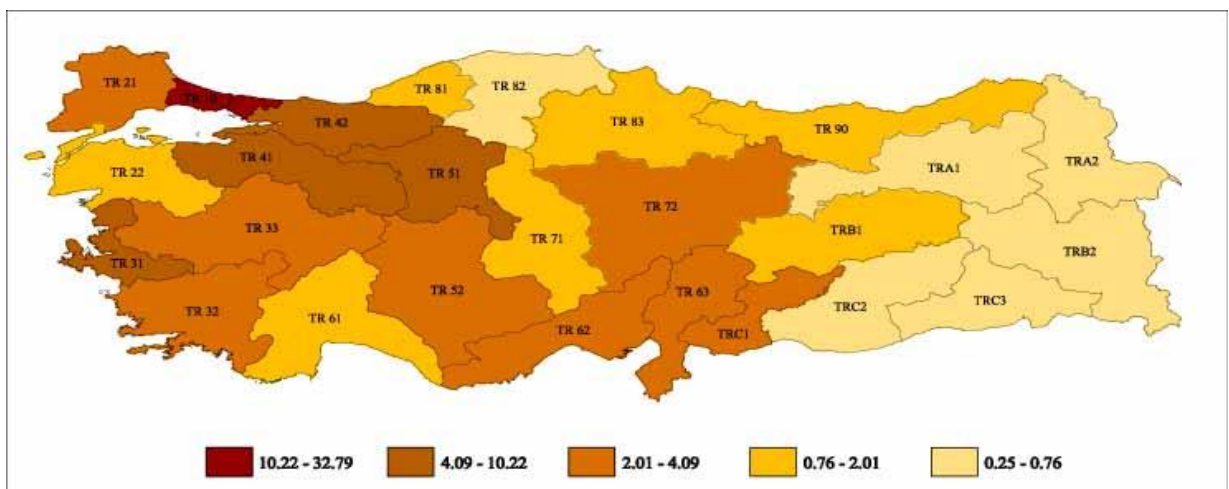 TR 21
TR 10
TR 81
TR 82
TR 42
TR 83
TR 90
TR 41
TR 51
TRA1
TRA2
TR 22
TR 72
TR 33
TR 71
TRB1
TRB2
TR 31
TR 52
TR 63
TR 32
TR 61
TR 62
TRC1
TRC2
TRC3
10.22 - 32.79
4.09 - 10.22
2.01 - 4.09
0.76 - 2.01
0.25 - 0.76